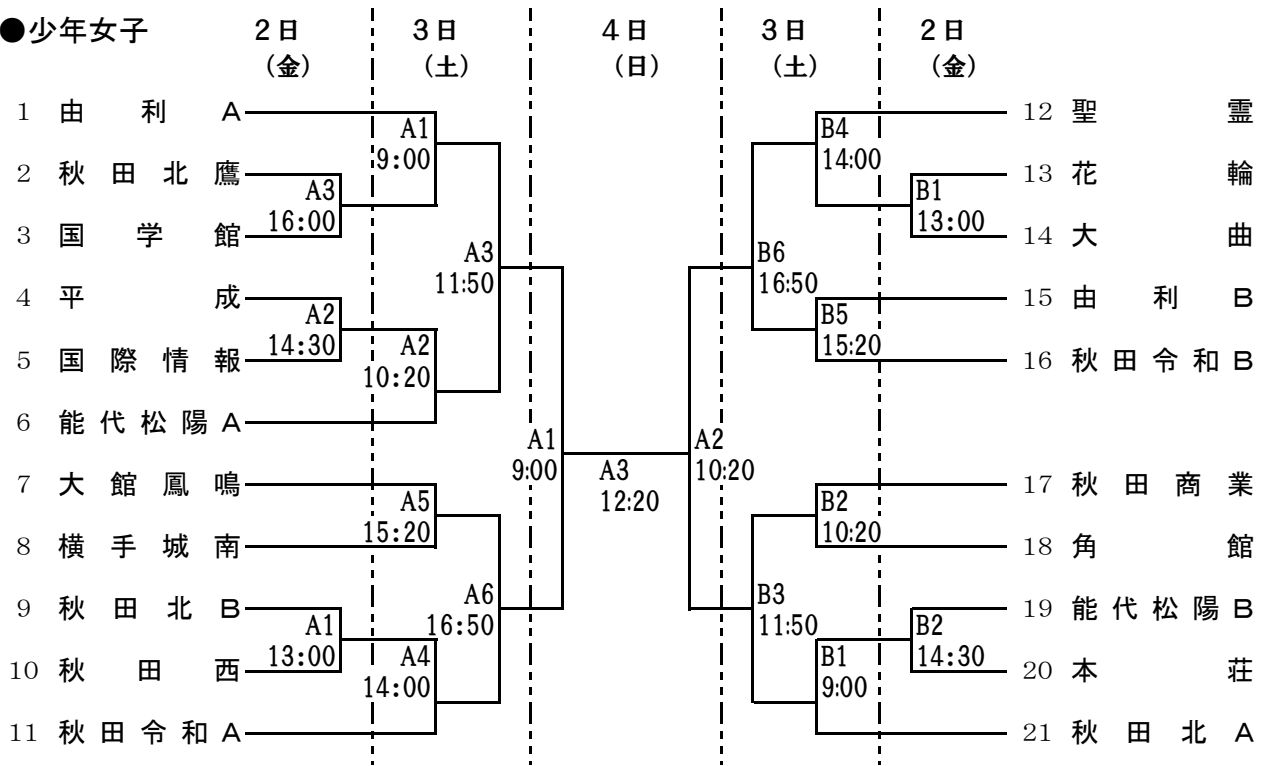 ●少年女子 2日 3日 4日 3日 2日
(金) (土) (日) (土) (金)
1 由利A 12 聖霊
A1 B4
9:00 14:00
2 秋田北鷹 13 花輪
A3 B1
16:00 13:00
3 国学館 14 大曲
A3 B6
11:50 16:50
4 平成 15 由利B
A2 B5
14:30 A2 15:20
5 国際情報 16 秋田令和B
10:20
6 能代松陽A
A1 A2
9:00 A3 10:20
7 大館鳳鳴 17 秋田商業
A5 12:20 B2
15:20 10:20
8 横手城南 18 角館
A6 B3
9 秋田北B 19 能代松陽B
A1 16:50 11:50 B2
13:00 A4 B1 14:30
10 秋田西 20 本荘
14:00 9:00
11 秋田令和A 21 秋田北A